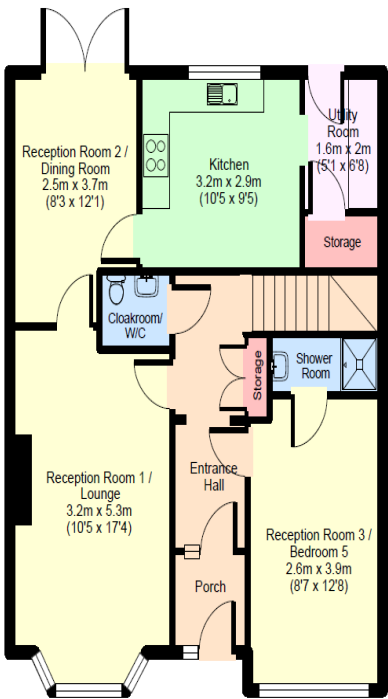 Reception Room 2 /
Dining Room
2.5m x 3.7m
(8'3 x 12'1)
Kitchen
3.2m x 2.9m
(10'5 x 9'5)
Utility
Room
1.6m x 2m
(5'1 x 6'8)
Storage
Cloakroom/
W/C
Storage
Shower
Room
Reception Room 1 /
Lounge
3.2m x 5.3m
(10'5 x 17'4)
Entrance
Hall
Reception Room 3 /
Bedroom 5
2.6m x 3.9m
(8'7 x 12'8)
Porch